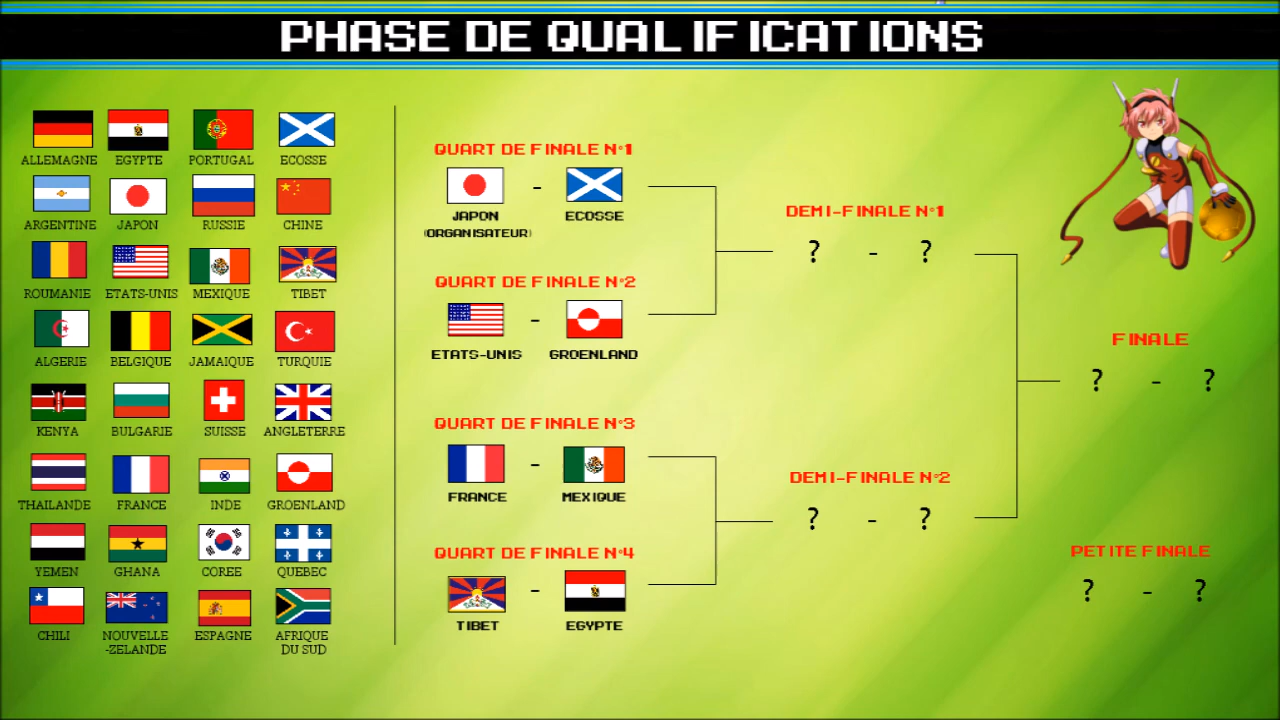 PHASE DE QUALIFICATIONS
ALLEMAGNE EGYPTE PORTUGAL ECOSSE
ARGENTINE JAPON RUSSIE CHINE
ROUMANIE ETATS-UNIS MEXIQUE TIBET
ALGERIE BELGIQUE JAMAIQUE TURQUIE
KENYA BULGARIE SUISSE ANGLETERRE
THAILANDE FRANCE INDE GROENLAND
YEMEN GHANA COREE QUEBEC
CHILI NOUVELLE ESPAGNE AFRIQUE
-ZELANDE DU SUD
QUART DE FINALE N°1
-
JAPON ECOSSE
(ORGANISATEUR)
QUART DE FINALE N°2
-
ETATS-UNIS GROENLAND
QUART DE FINALE N°3
-
FRANCE MEXIQUE
QUART DE FINALE N°4
-
TIBET EGYPTE
DEMI-FINALE N°1
? - ?
DEMI-FINALE N°2
? - ?
FINALE
? - ?
PETITE FINALE
? - ?